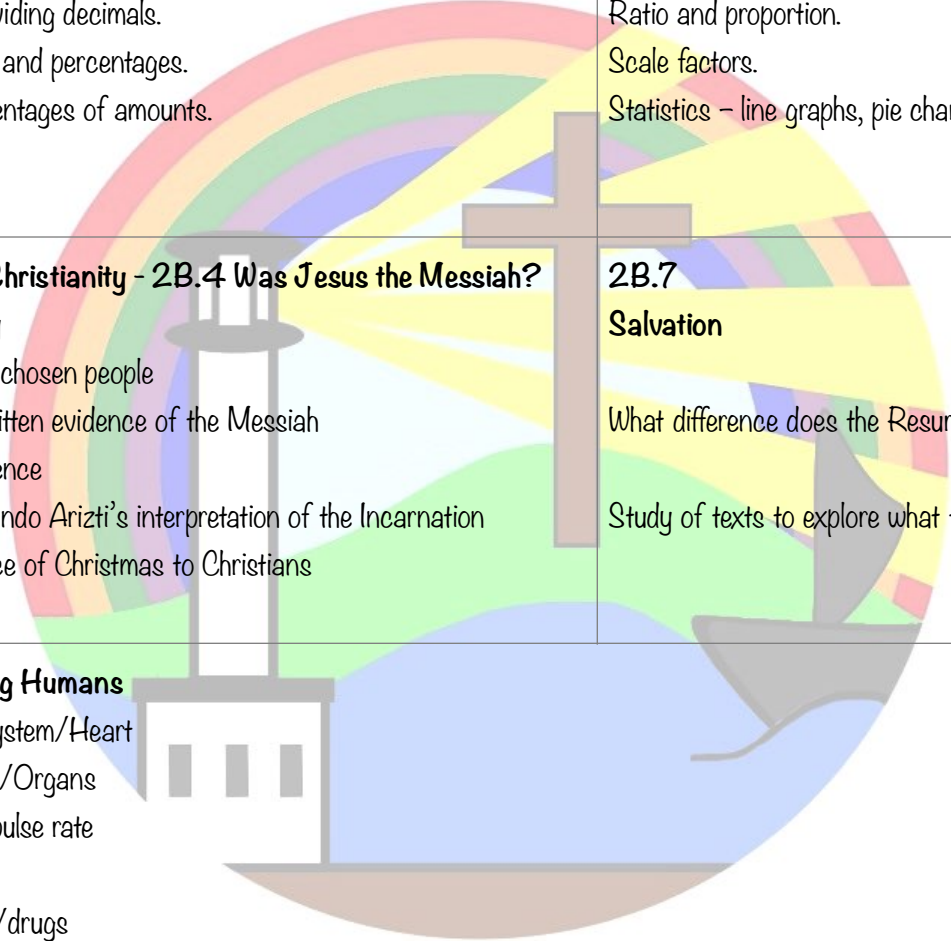 viding decimals.
and percentages.
entages of amounts.
Ratio and proportion.
Scale factors.
Statistics – line graphs, pie char
Christianity - 2B.4 Was Jesus the Messiah?
chosen people
itten evidence of the Messiah
ence
ndo Arizti's interpretation of the Incarnation
ce of Christmas to Christians
2B.7
Salvation
What difference does the Resur
Study of texts to explore what
g Humans
ystem/Heart
/Organs
pulse rate
/drugs